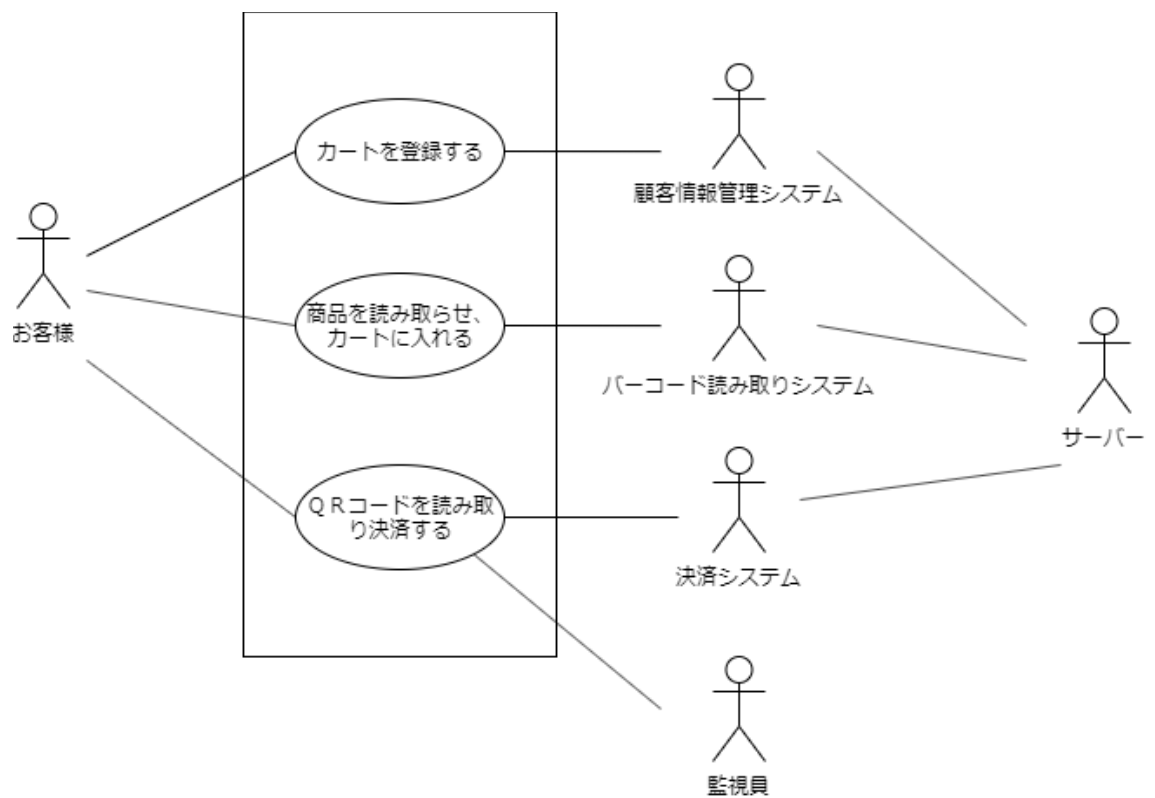 カートを登録する
顧客情報管理システム
お客様
商品を読み取らせ、
カートに入れる
バーコード読み取りシステム
サーバー
ＱＲコードを読み取
り決済する
決済システム
監視員